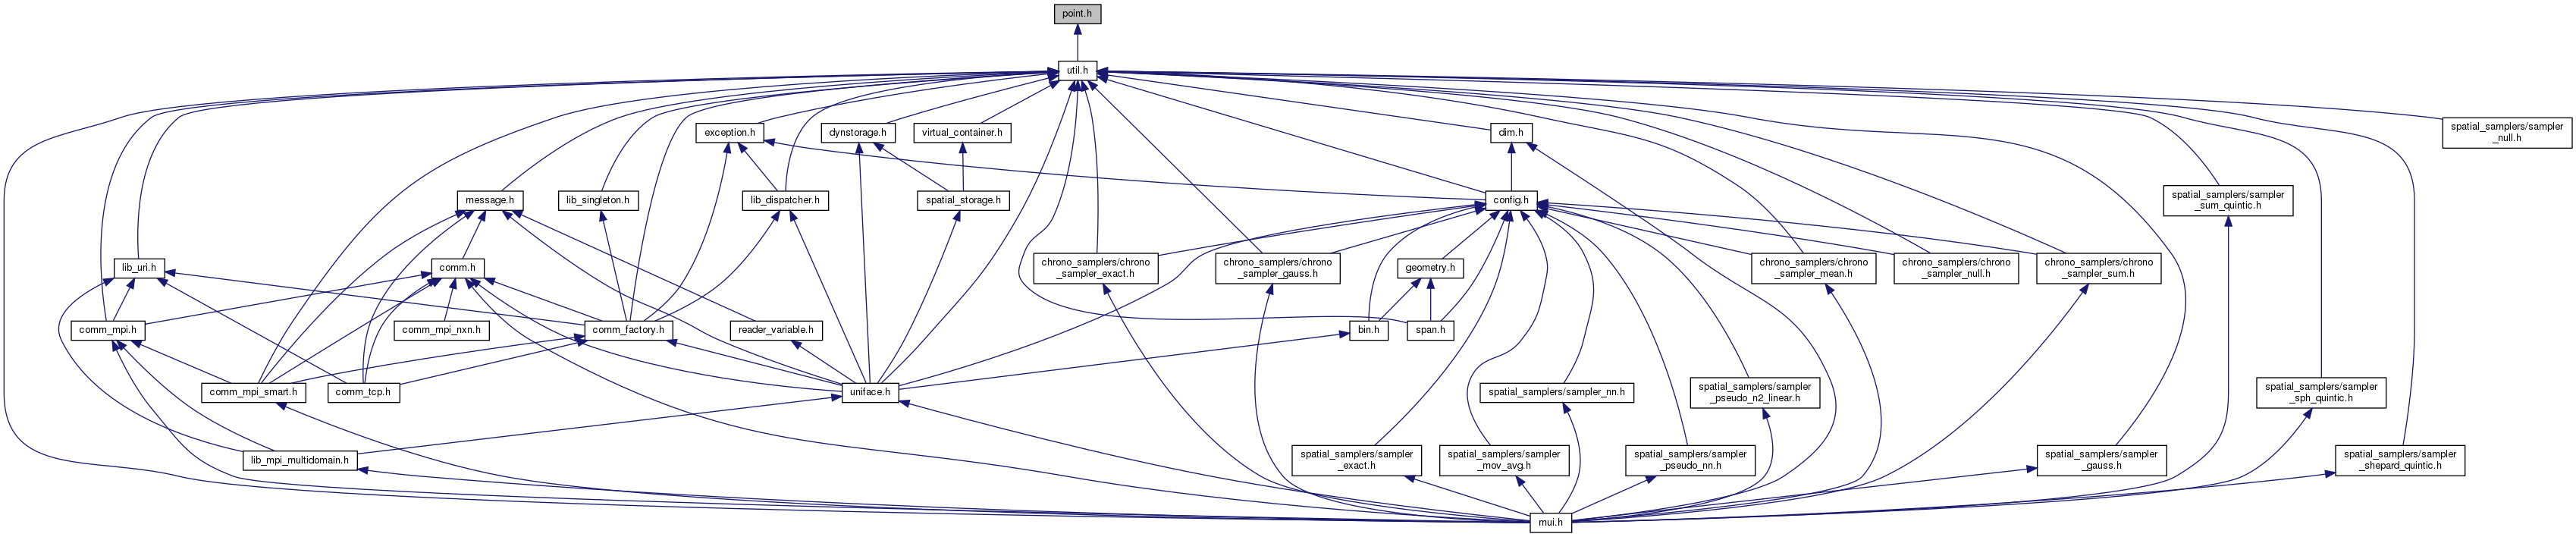 point.h
util.h
exception.h
dynstorage.h
virtual_container.h
dim.h
spatial_samplers/sampler
_null.h
message.h
lib_singleton.h
lib_dispatcher.h
spatial_storage.h
config.h
spatial_samplers/sampler
_sum_quintic.h
lib_uri.h
comm.h
chrono_samplers/chrono
_sampler_exact.h
chrono_samplers/chrono
_sampler_gauss.h
geometry.h
chrono_samplers/chrono
_sampler_mean.h
chrono_samplers/chrono
_sampler_null.h
chrono_samplers/chrono
_sampler_sum.h
comm_mpi.h
comm_mpi_nxn.h
comm_factory.h
reader_variable.h
bin.h
span.h
comm_mpi_smart.h
comm_tcp.h
uniface.h
spatial_samplers/sampler_nn.h
spatial_samplers/sampler
_pseudo_n2_linear.h
spatial_samplers/sampler
_sph_quintic.h
lib_mpi_multidomain.h
spatial_samplers/sampler
_exact.h
spatial_samplers/sampler
_mov_avg.h
spatial_samplers/sampler
_pseudo_nn.h
spatial_samplers/sampler
_gauss.h
spatial_samplers/sampler
_shepard_quintic.h
mui.h